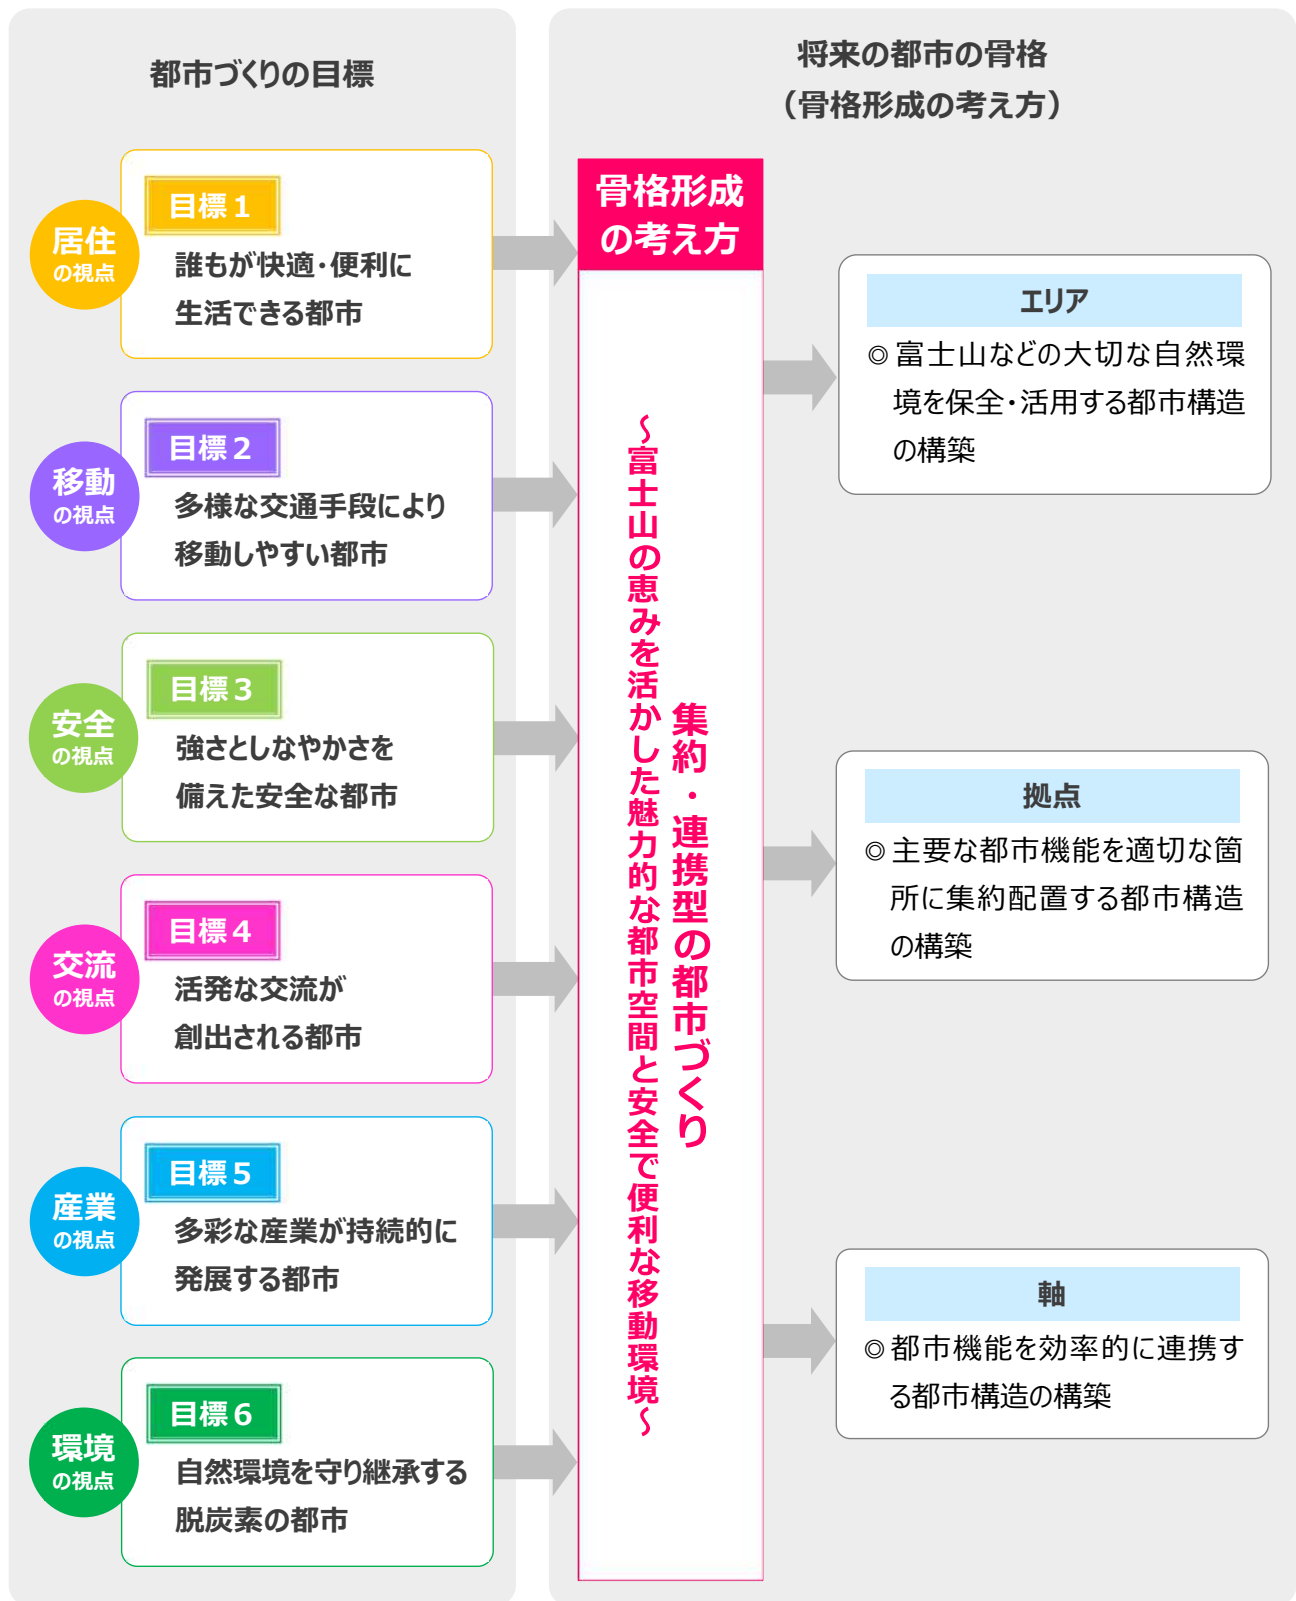 都市づくりの目標
居住
の視点
目標1
誰もが快適・便利に
生活できる都市
移動
の視点
目標2
多様な交通手段により
移動しやすい都市
安全
の視点
目標3
強さとしなやかさを
備えた安全な都市
交流
の視点
目標4
活発な交流が
創出される都市
産業
の視点
目標5
多彩な産業が持続的に
発展する都市
環境
の視点
目標6
自然環境を守り継承する
脱炭素の都市
将来の都市の骨格
（骨格形成の考え方）
骨格形成
の考え方
集約・連携型の都市づくり
～富士山の恵みを活かした魅力的な都市空間と安全で便利な移動環境～
エリア
◎富士山などの大切な自然環
境を保全・活用する都市構造
の構築
拠点
◎主要な都市機能を適切な箇
所に集約配置する都市構造
の構築
軸
◎都市機能を効率的に連携す
る都市構造の構築